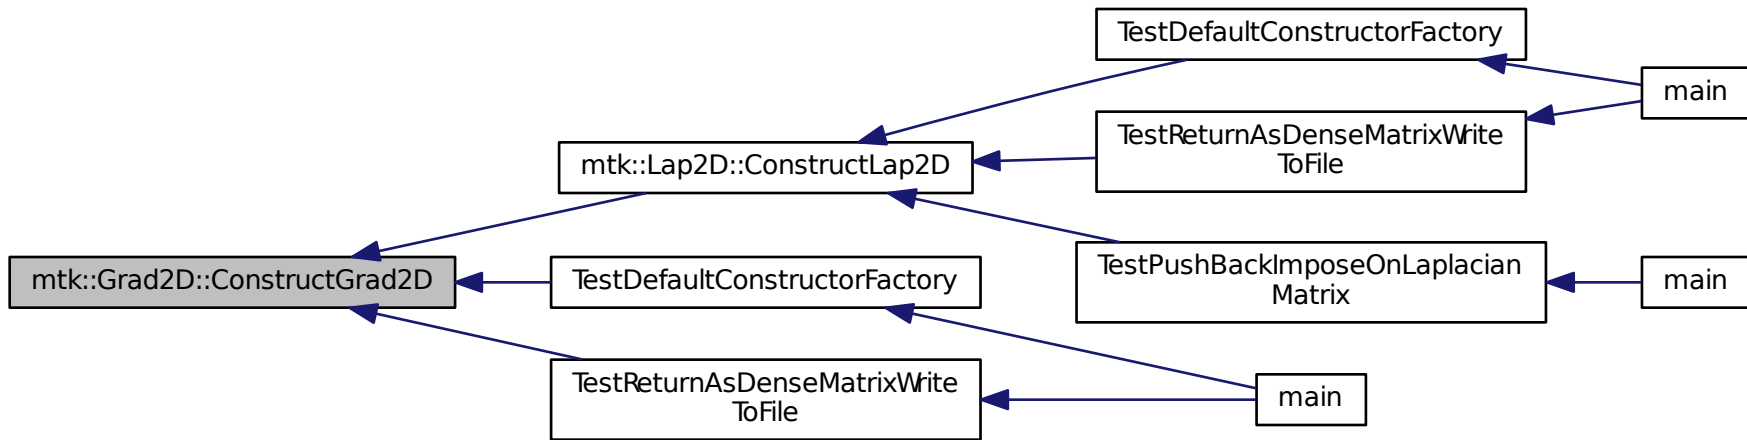 TestDefaultConstructorFactory
main
TestReturnAsDenseMatrixWrite
ToFile
mtk::Lap2D::ConstructLap2D
TestPushBackImposeOnLaplacian
Matrix
main
mtk::Grad2D::ConstructGrad2D
TestDefaultConstructorFactory
TestReturnAsDenseMatrixWrite
ToFile
main